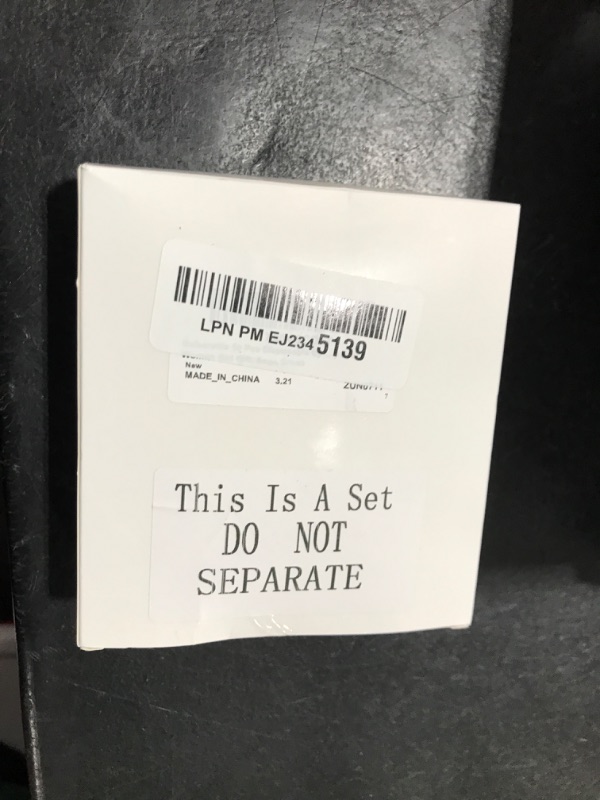 LPN PM EJ2345139
New
MADE_IN_CHINA 3,21
This Is A Set
DO NOT
SEPARATE